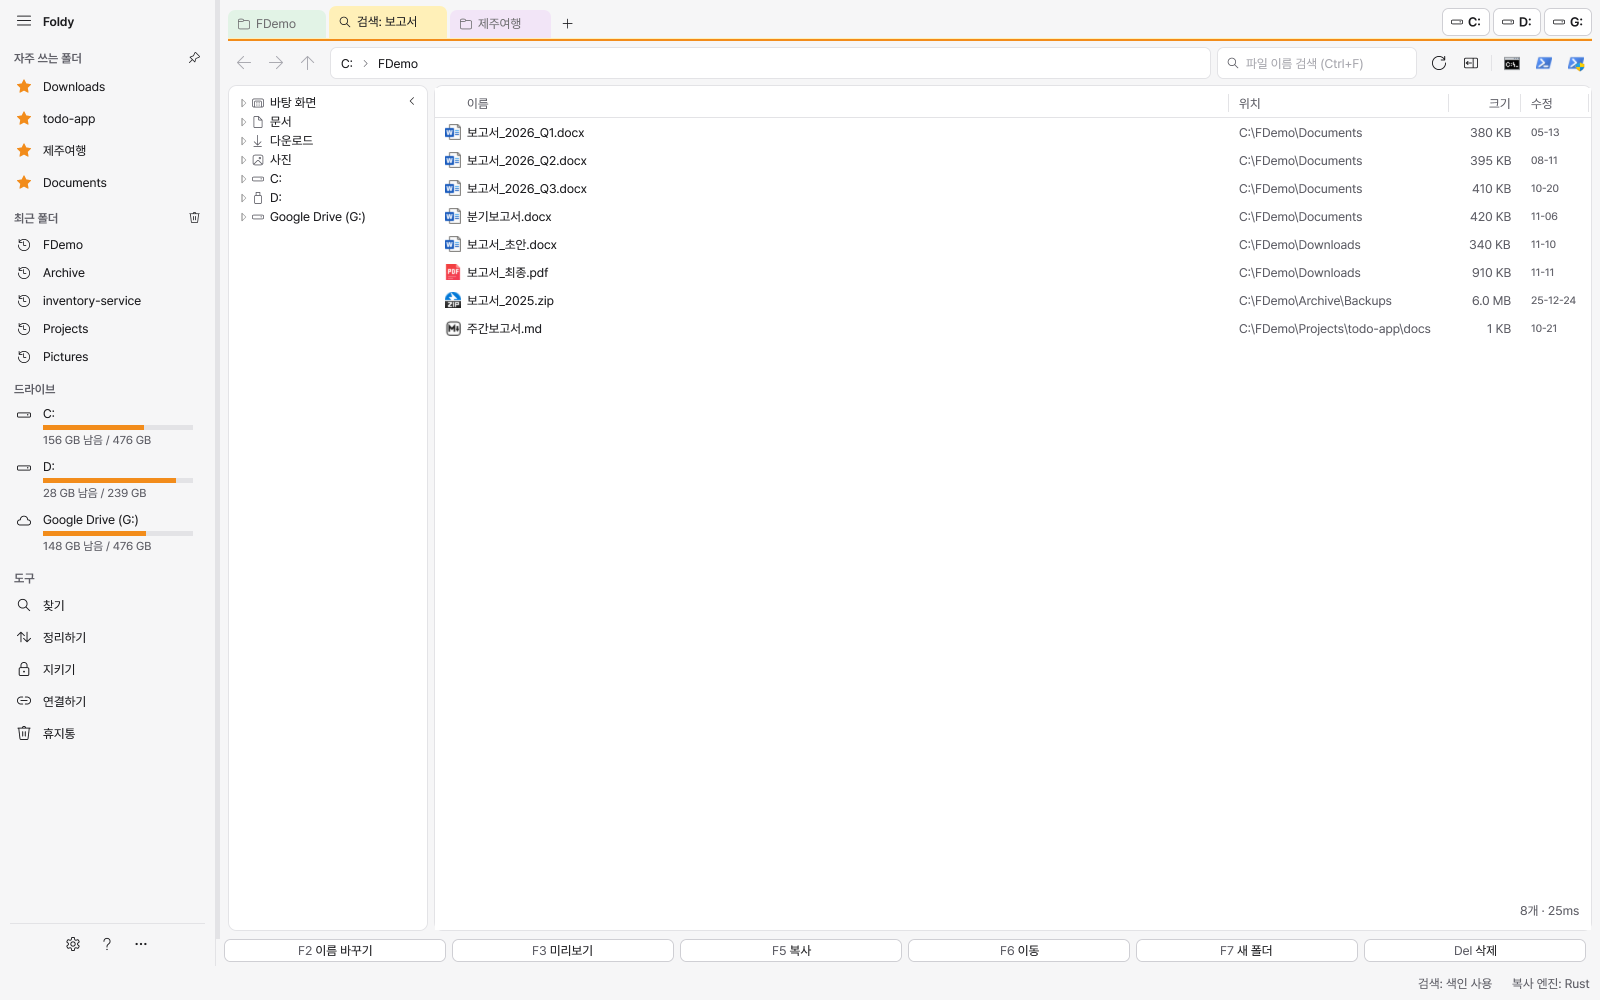 Foldy
자주 쓰는 폴더
Downloads
todo-app
제주여행
Documents
최근 폴더
FDemo
Archive
inventory-service
Projects
Pictures
드라이브
C:
156 GB 남음 / 476 GB
D:
28 GB 남음 / 239 GB
Google Drive (G:)
148 GB 남음 / 476 GB
도구
찾기
정리하기
지키기
연결하기
휴지통
FDemo 검색: 보고서 제주여행 C: D: G:
C: > FDemo 파일 이름 검색 (Ctrl+F)
바탕 화면
문서
다운로드
사진
C:
D:
Google Drive (G:)
이름 위치 크기 수정
보고서_2026_Q1.docx C:\FDemo\Documents 380 KB 05-13
보고서_2026_Q2.docx C:\FDemo\Documents 395 KB 08-11
보고서_2026_Q3.docx C:\FDemo\Documents 410 KB 10-20
분기보고서.docx C:\FDemo\Documents 420 KB 11-06
보고서_초안.docx C:\FDemo\Downloads 340 KB 11-10
보고서_최종.pdf C:\FDemo\Downloads 910 KB 11-11
보고서_2025.zip C:\FDemo\Archive\Backups 6.0 MB 25-12-24
주간보고서.md C:\FDemo\Projects\todo-app\docs 1 KB 10-21
8개 · 25ms
F2 이름 바꾸기 F3 미리보기 F5 복사 F6 이동 F7 새 폴더 Del 삭제
검색: 색인 사용 복사 엔진: Rust